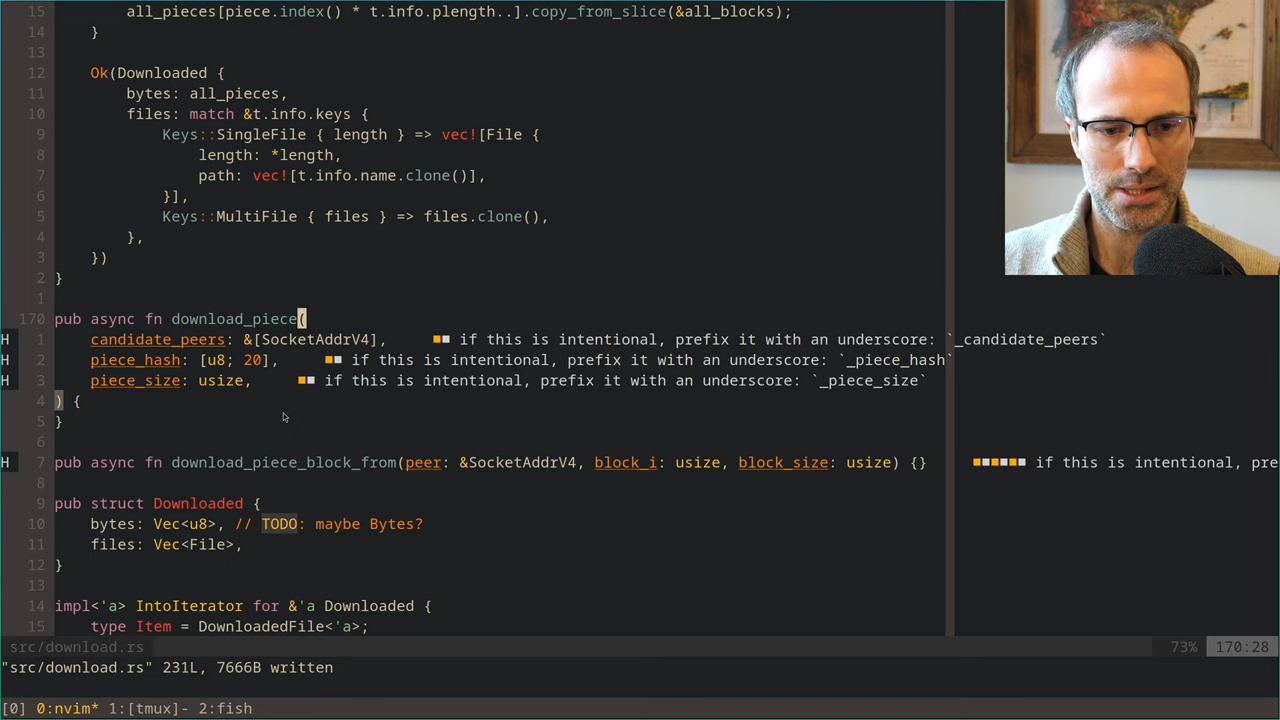 15 all_pieces[piece.index() * t.info.plength..].copy_from_slice(&all_blocks);
14 }
13
12 Ok(Downloaded {
11 bytes: all_pieces,
10 files: match &t.info.keys {
9 Keys::SingleFile { length } => vec![File {
8 length: *length,
7 path: vec![t.info.name.clone()],
6 }],
5 Keys::MultiFile { files } => files.clone(),
4 },
3 })
2 }
1
170 pub async fn download_piece(
H 1 candidate_peers: &[SocketAddrV4], ■■ if this is intentional, prefix it with an underscore: `_candidate_peers`
H 2 piece_hash: [u8; 20], ■■ if this is intentional, prefix it with an underscore: `_piece_hash`
H 3 piece_size: usize, ■■ if this is intentional, prefix it with an underscore: `_piece_size`
4 ) {
5 }
6
H 7 pub async fn download_piece_block_from(peer: &SocketAddrV4, block_i: usize, block_size: usize) {} ■■■■■■ if this is intentional, pre
8
9 pub struct Downloaded {
10 bytes: Vec<u8>, // TODO: maybe Bytes?
11 files: Vec<File>,
12 }
13
14 impl<'a> IntoIterator for &'a Downloaded {
15 type Item = DownloadedFile<'a>;
src/download.rs 73% 170:28
"src/download.rs" 231L, 7666B written
[0] 0:nvim* 1:[tmux]- 2:fish